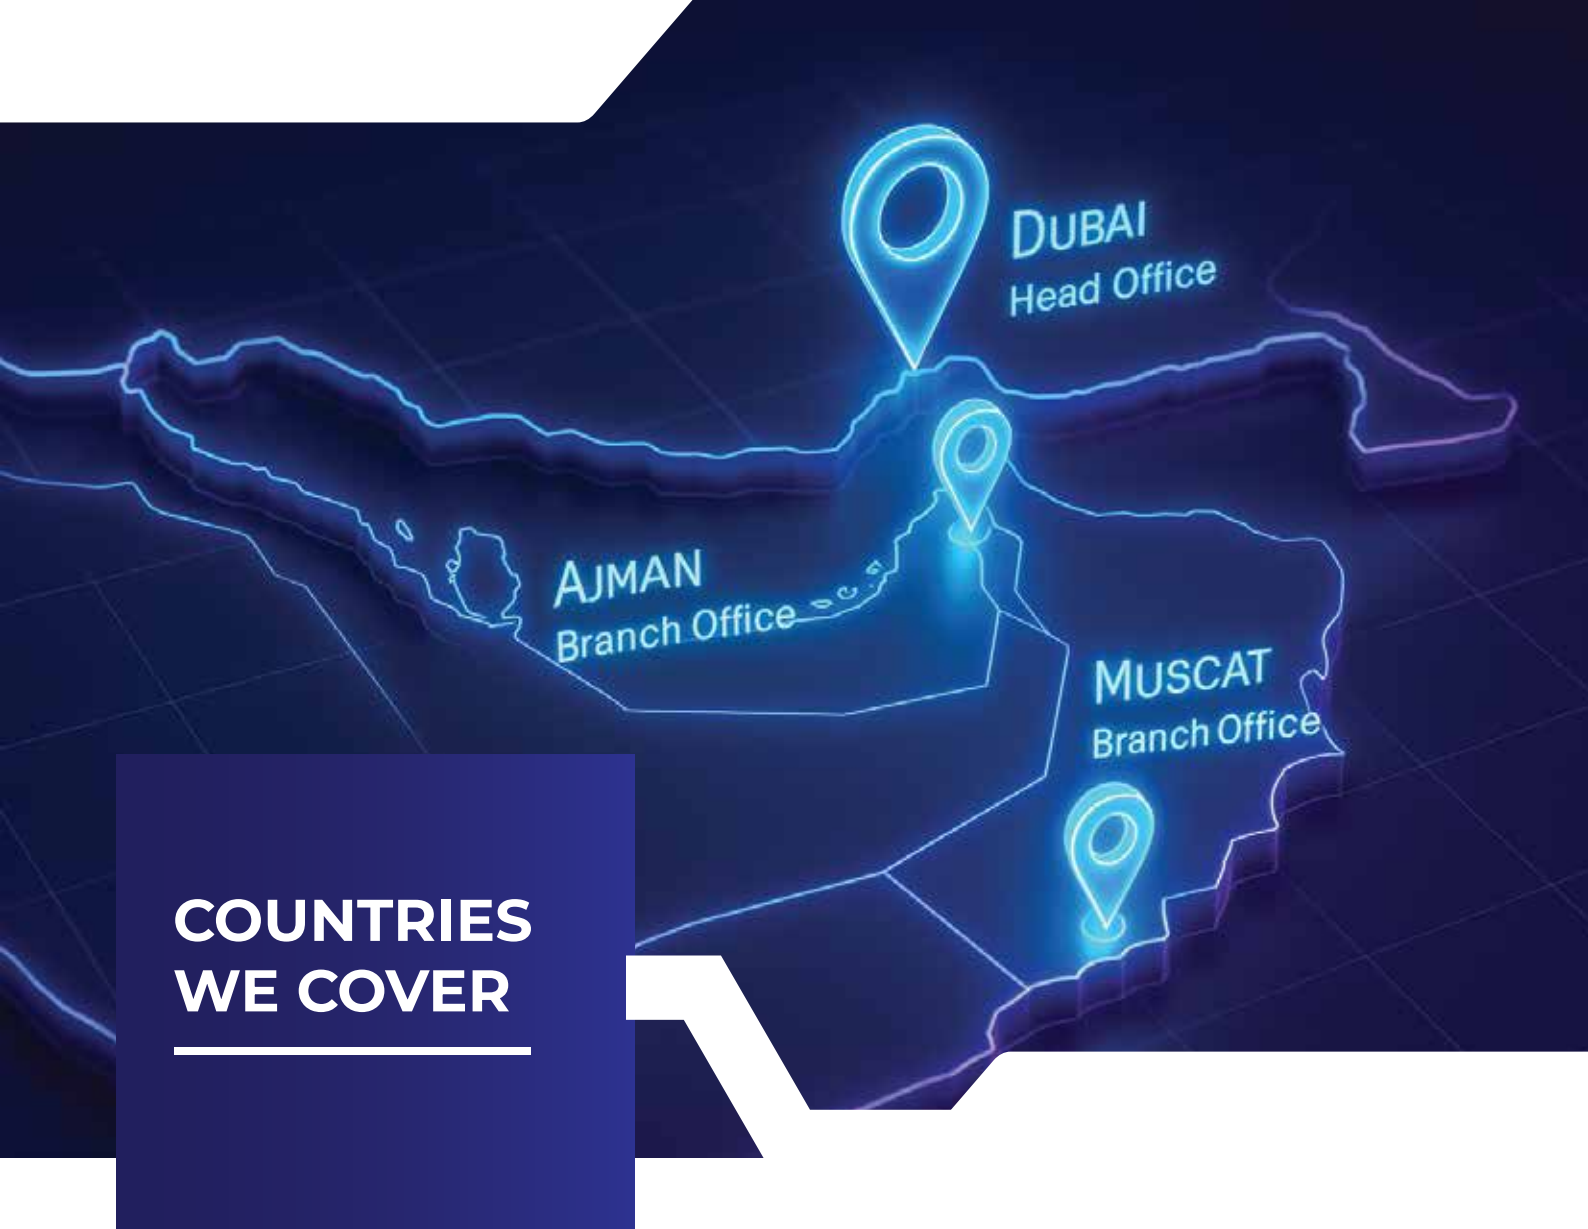 DUBAI
Head Office
AJMAN
Branch Office
MUSCAT
Branch Office
COUNTRIES
WE COVER